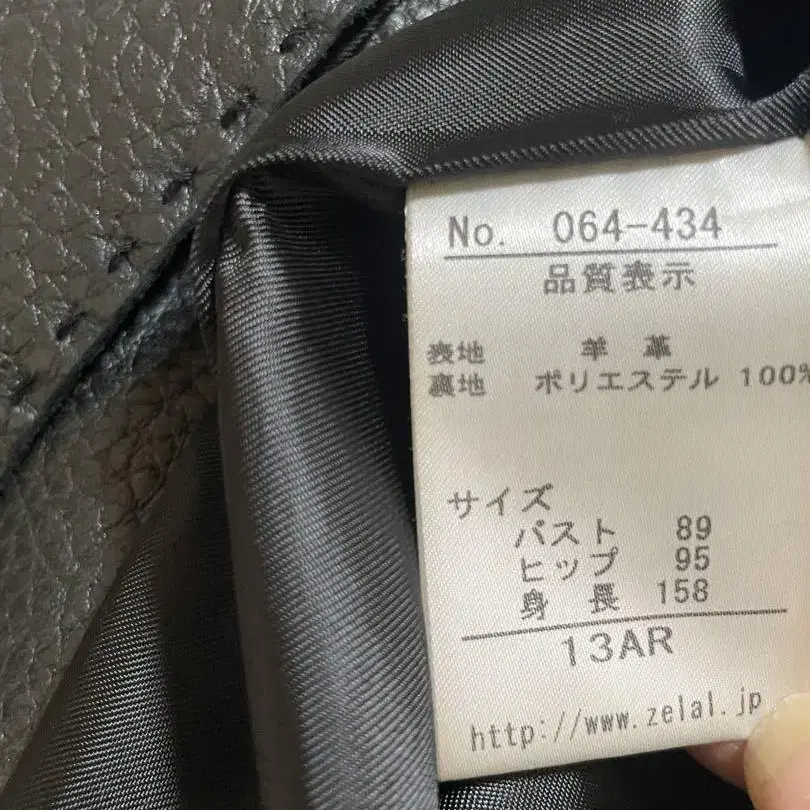 No. 064-434
品質表示
表地 羊革
裏地 ポリエステル 100%
サイズ
バスト 89
ヒップ 95
身長 158
13AR
http://www.zelal.jp